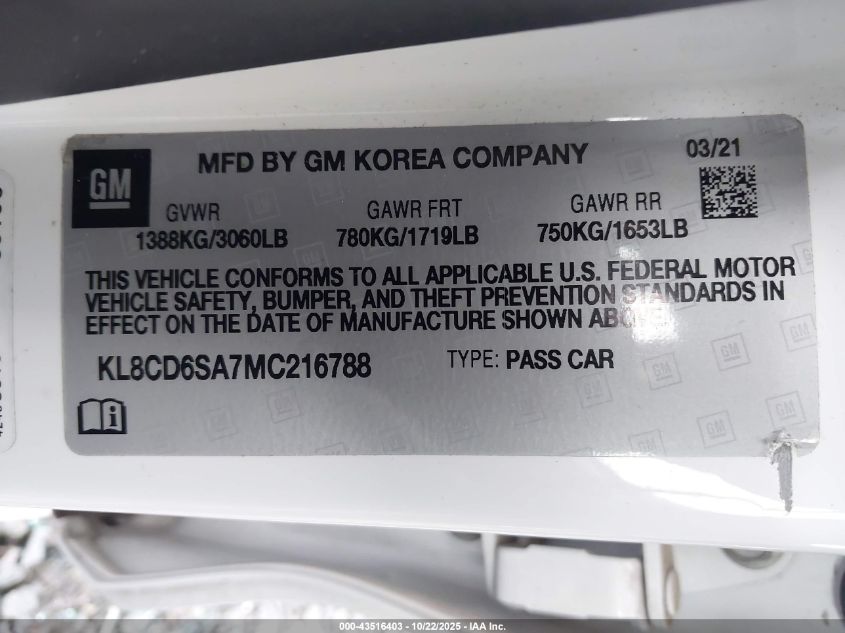 GM
MFD BY GM KOREA COMPANY
03/21
GVWR
GAWR FRT
GAWR RR
1388KG/3060LB
780KG/1719LB
750KG/1653LB
THIS VEHICLE CONFORMS TO ALL APPLICABLE U.S. FEDERAL MOTOR
VEHICLE SAFETY, BUMPER, AND THEFT PREVENTION STANDARDS IN
EFFECT ON THE DATE OF MANUFACTURE SHOWN ABOVE.
KL8CD6SA7MC216788
TYPE: PASS CAR
000-43516403 - 10/22/2025 - IAA Inc.